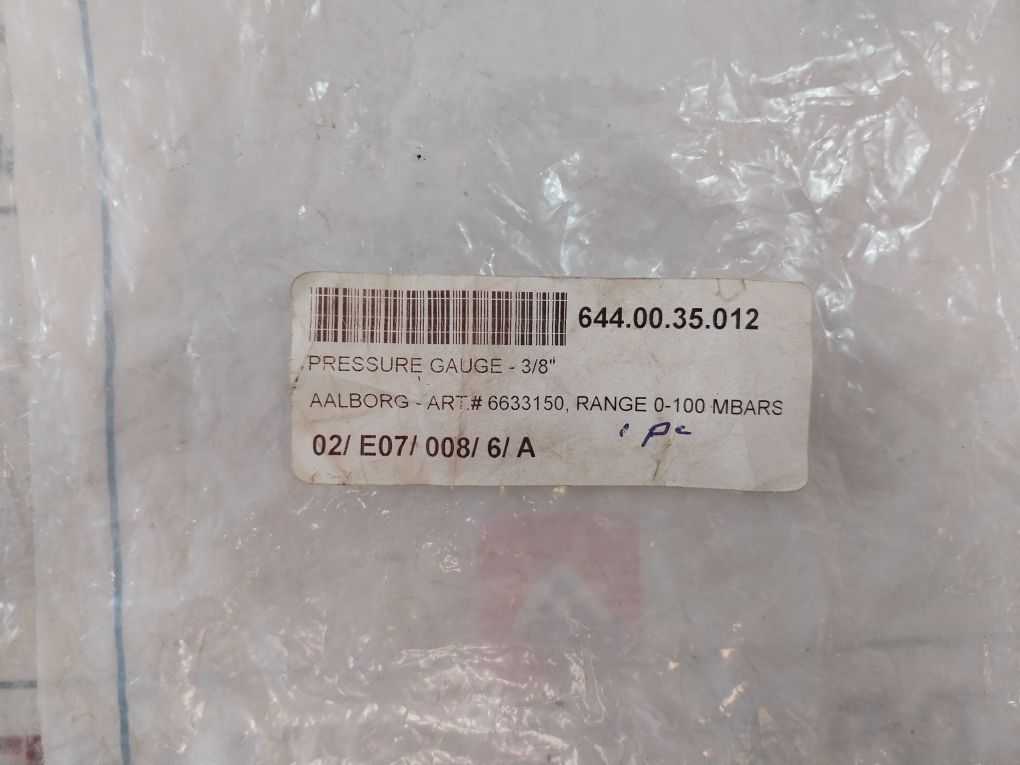 644.00.35.012
PRESSURE GAUGE - 3/8"
AALBORG - ART.# 6633150, RANGE 0-100 MBARS
1 pc
02/ E07/ 008/ 6/ A